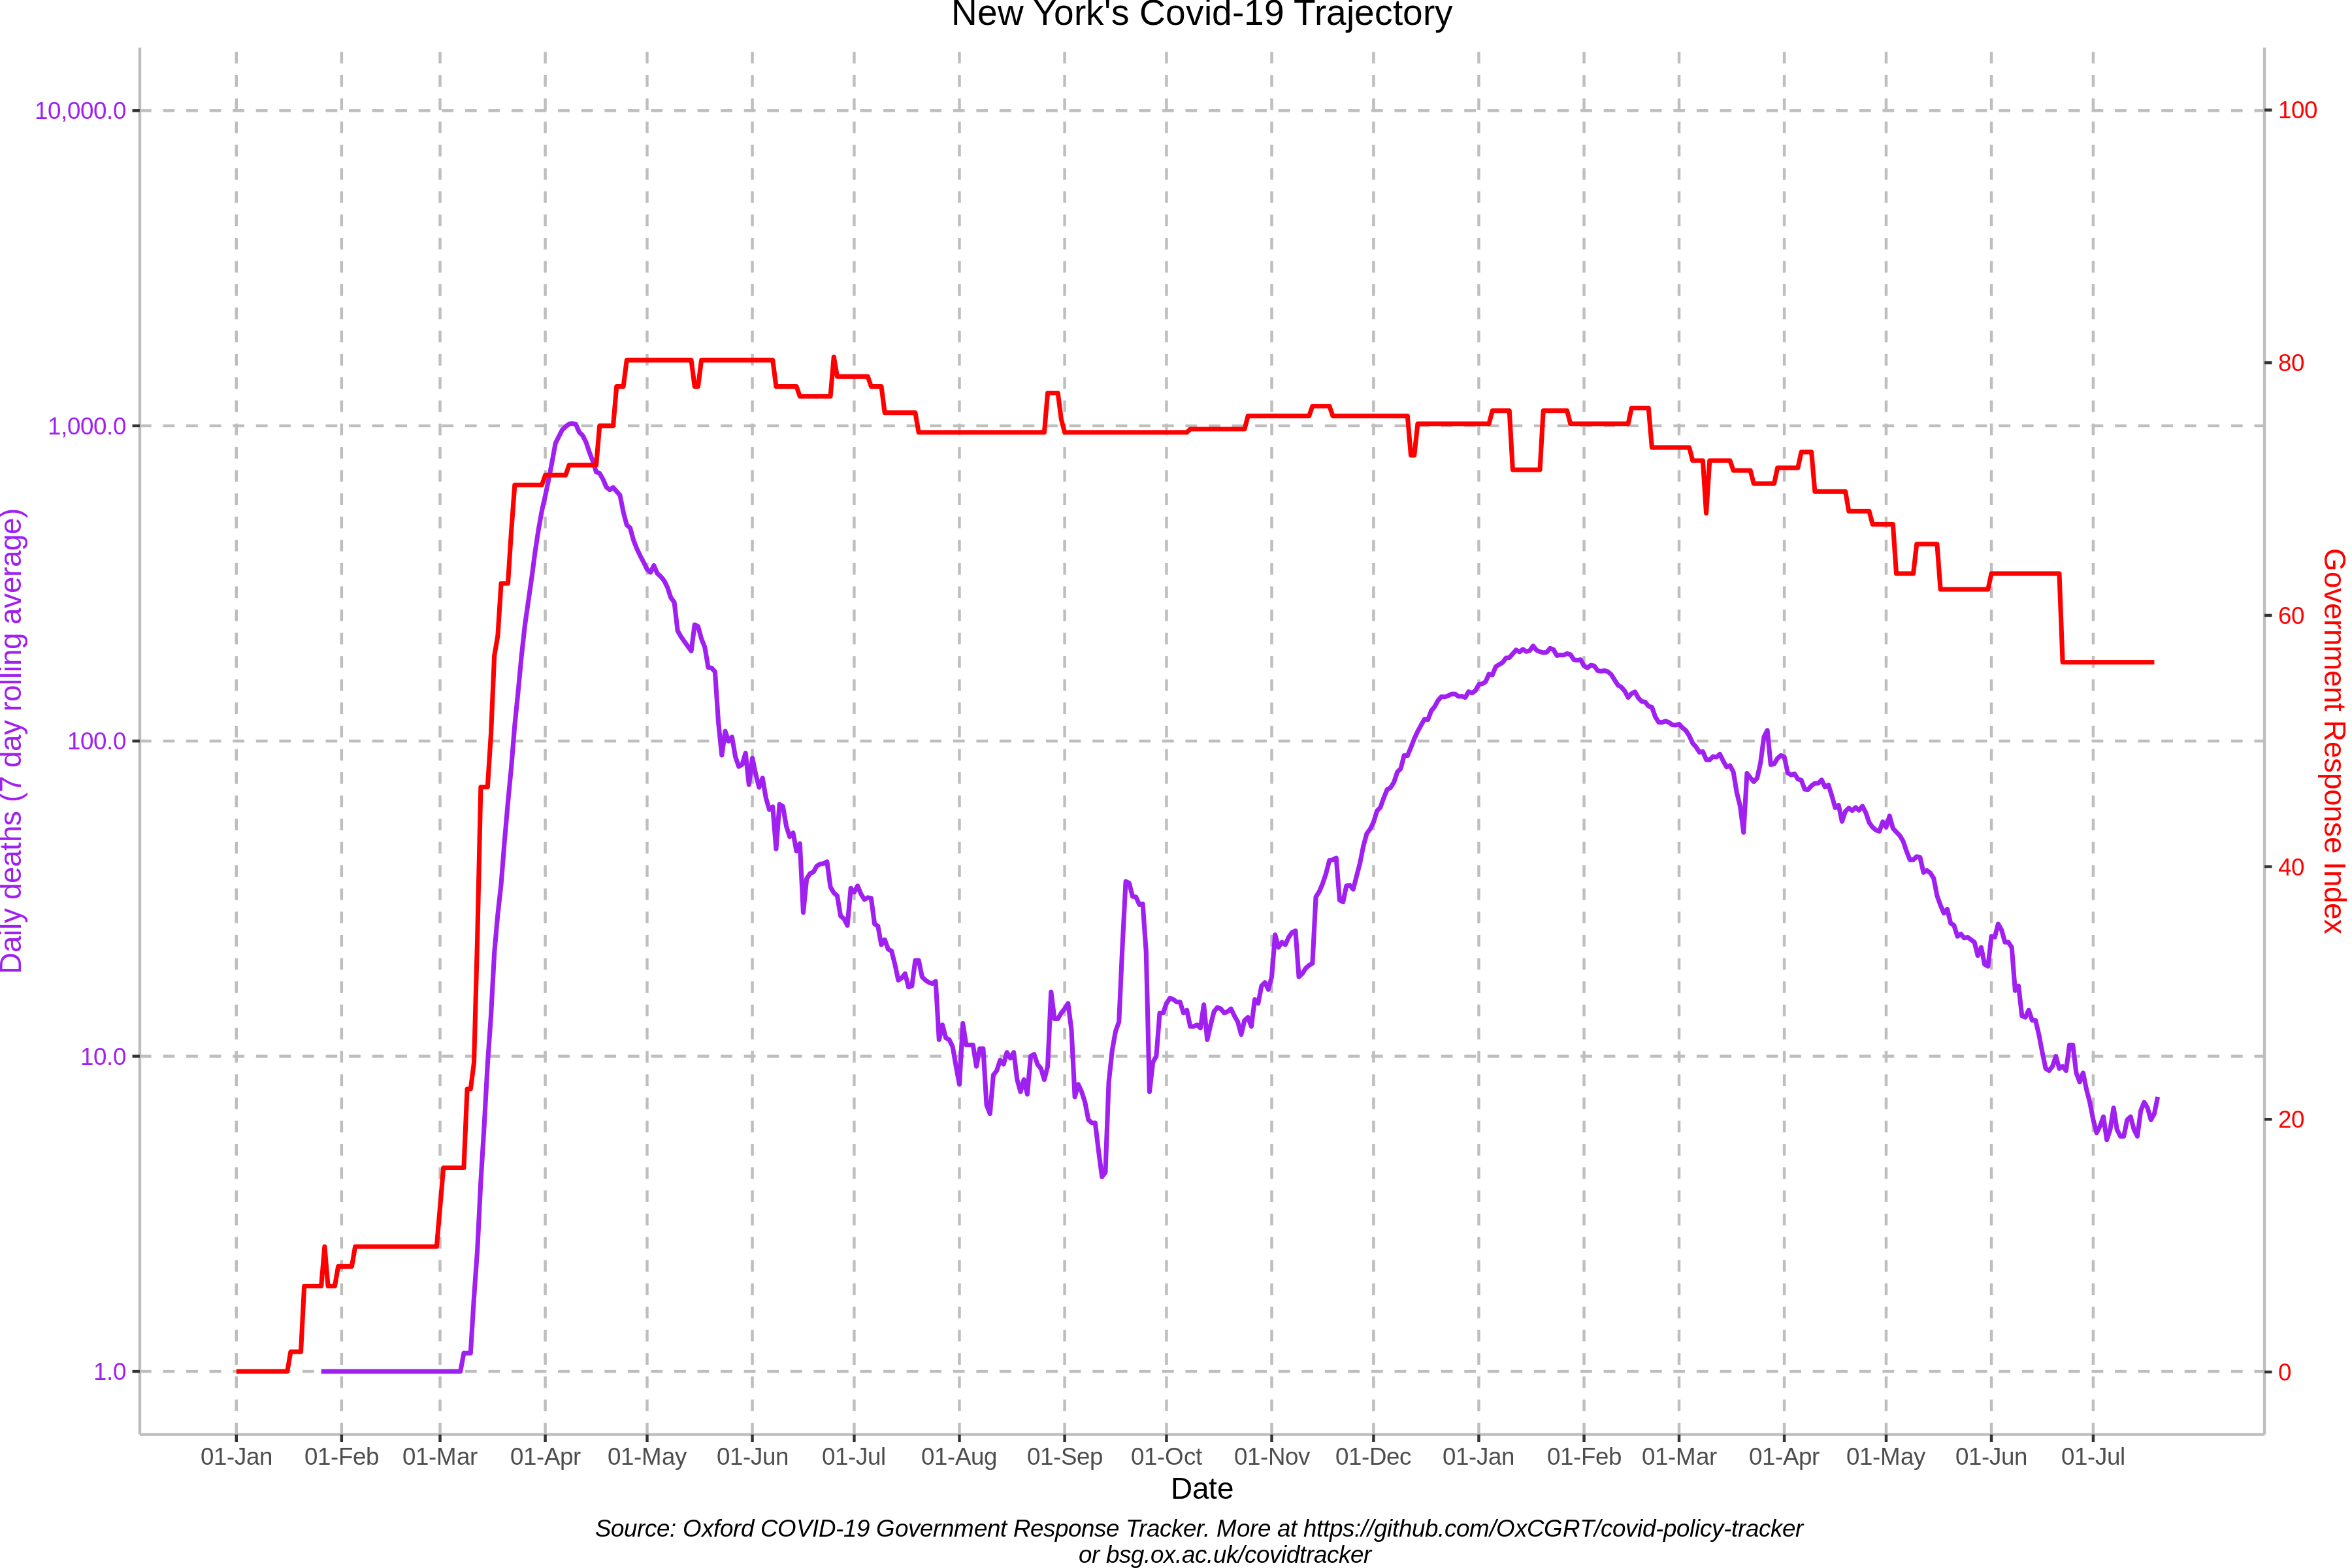 New York's Covid-19 Trajectory
10,000.0
1,000.0
100.0
10.0
1.0
Daily deaths (7 day rolling average)
100
80
60
40
20
0
Government Response Index
01-Jan 01-Feb 01-Mar 01-Apr 01-May 01-Jun 01-Jul 01-Aug 01-Sep 01-Oct 01-Nov 01-Dec 01-Jan 01-Feb 01-Mar 01-Apr 01-May 01-Jun 01-Jul
Date
Source: Oxford COVID-19 Government Response Tracker. More at https://github.com/OxCGRT/covid-policy-tracker
or bsg.ox.ac.uk/covidtracker